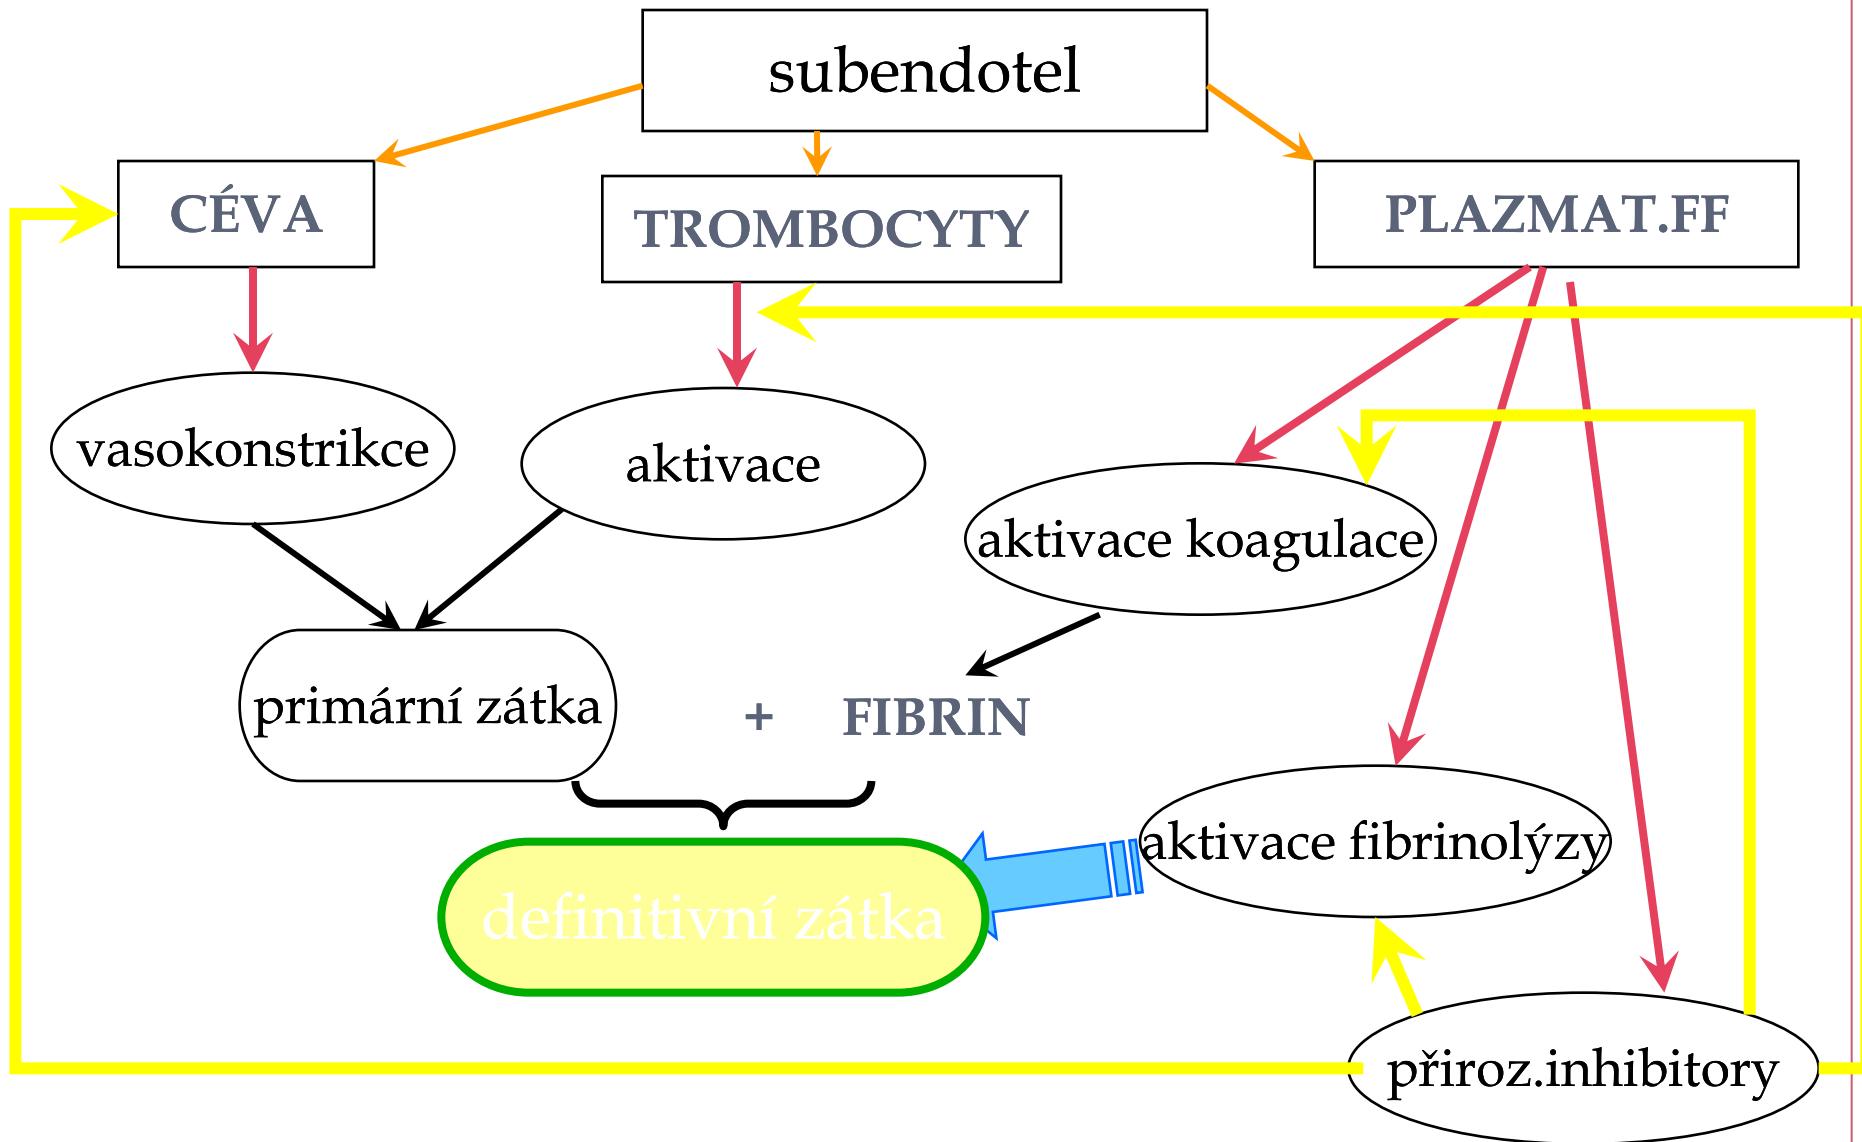 subendotel
CÉVA
TROMBOCYTY
PLAZMAT.FF
vasokonstrikce
aktivace
aktivace koagulace
primární zátka
+ FIBRIN
aktivace fibrinolýzy
definitivní zátka
přiroz.inhibitory